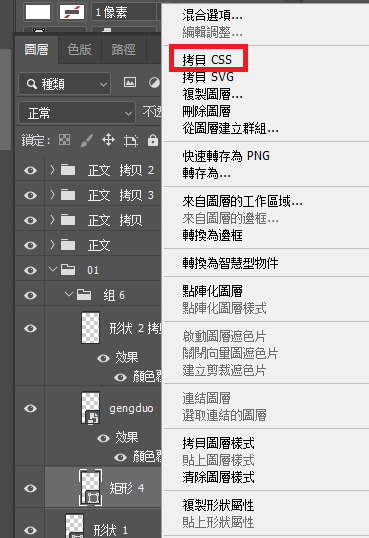 1 像素
圖層 色版 路徑
種類
正常 不透
鎖定：
正文 拷贝 2
正文 拷贝 3
正文 拷贝
正文
01
组 6
形状 2 拷
效果
顏色覆
gengduo
效果
顏色覆
矩形 4
形状 1
混合選項...
編輯調整...
拷貝 CSS
拷貝 SVG
複製圖層...
刪除圖層
從圖層建立群組...
快速轉存為 PNG
轉存為...
來自圖層的工作區域...
來自圖層的邊框...
轉換為邊框
轉換為智慧型物件
點陣化圖層
點陣化圖層樣式
啟動圖層遮色片
關閉向量圖遮色片
建立剪裁遮色片
連結圖層
選取連結的圖層
拷貝圖層樣式
貼上圖層樣式
清除圖層樣式
複製形狀屬性
貼上形狀屬性